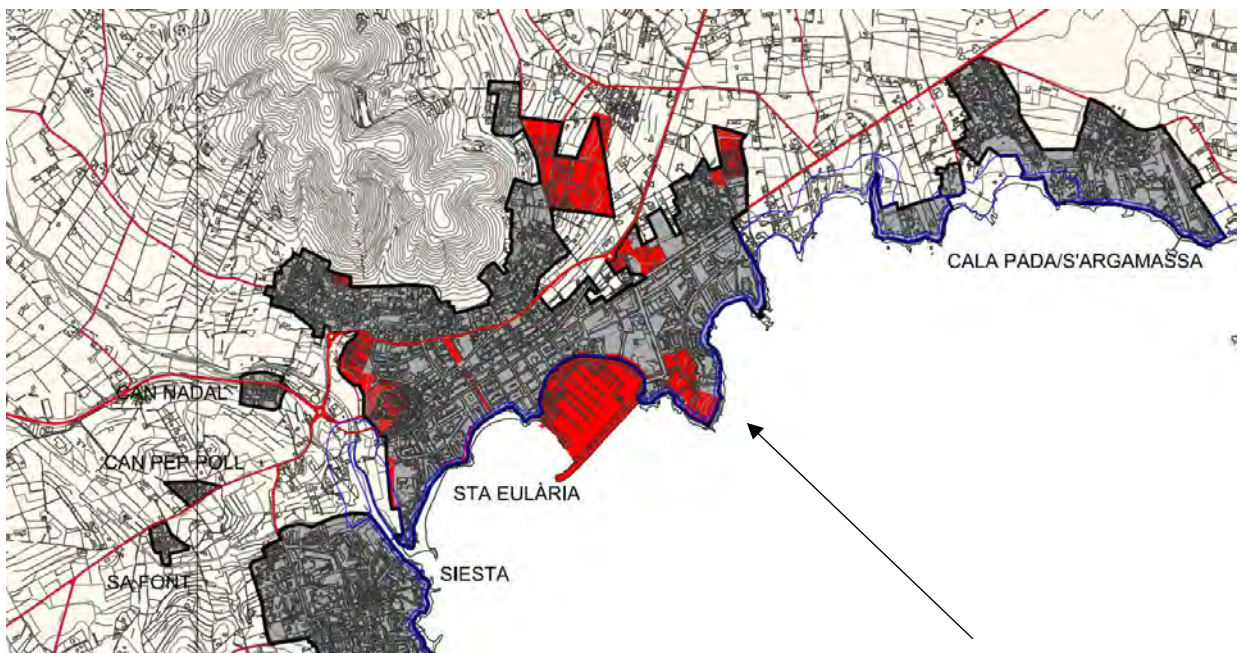 CALA PADA/S'ARGAMASSA
CAN NADAL
CAN PEP POLL
STA EULÀRIA
SA FONT
SIESTA